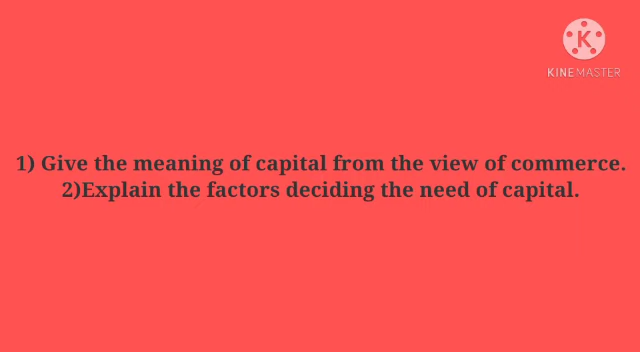 KINEMASTER
1) Give the meaning of capital from the view of commerce.
2)Explain the factors deciding the need of capital.